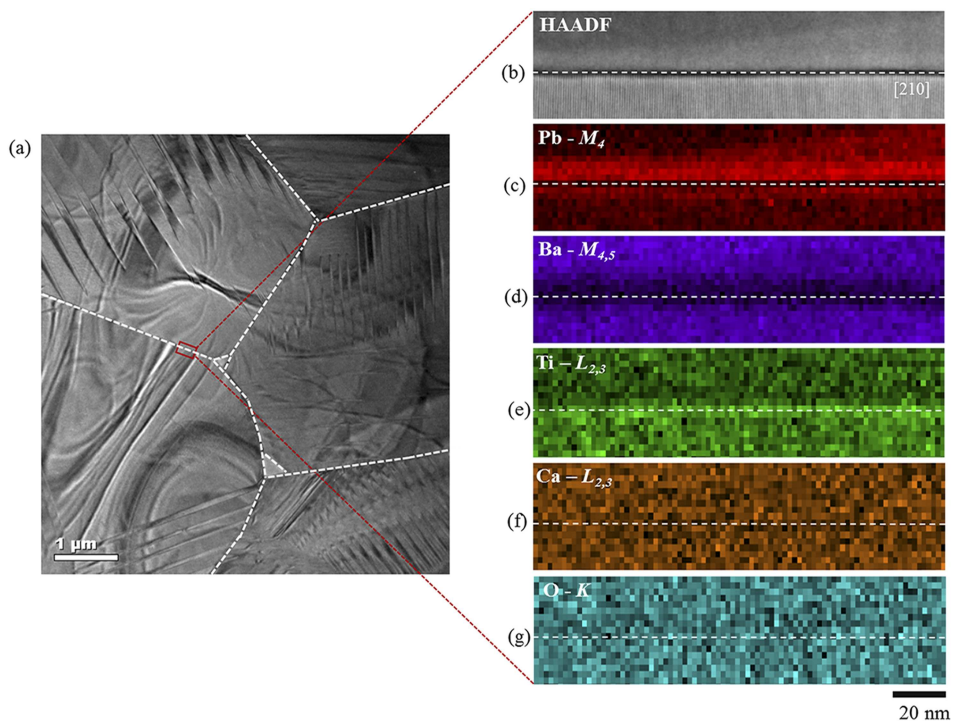 (a)
1 μm
(b)
HAADF
[210]
(c)
Pb - M4
(d)
Ba - M4,5
(e)
Ti – L2,3
(f)
Ca – L2,3
(g)
O - K
20 nm